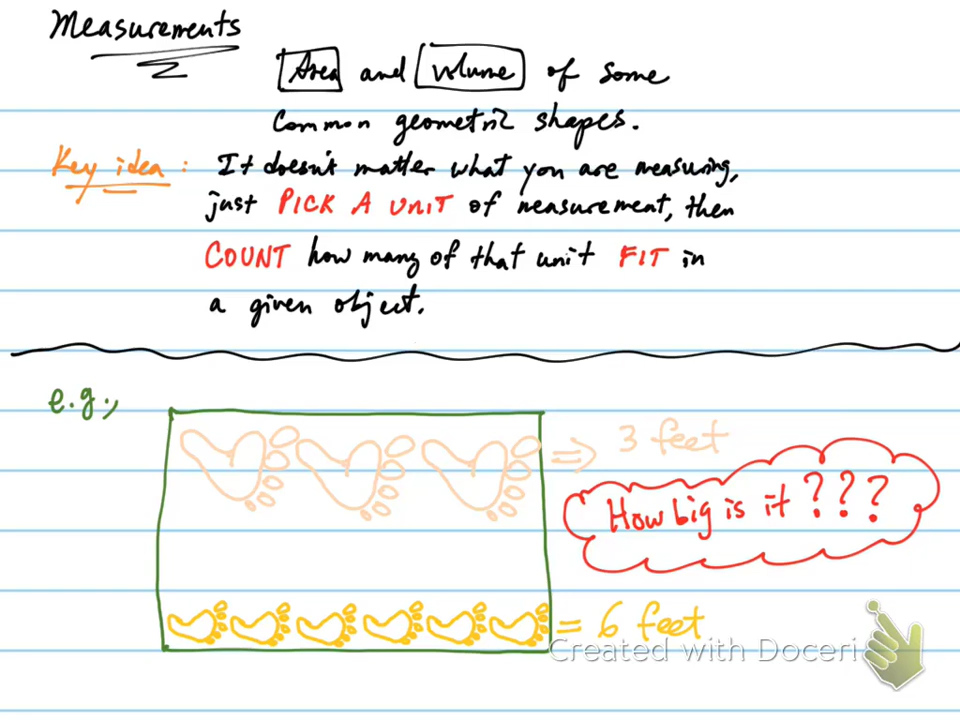 Measurements
Area and volume of some
Common geometric shapes.
Key idea : It doesn't matter what you are measuring,
just PICK A UNIT of measurement, then
COUNT how many of that unit FIT in
a given object.
e.g.,
=> 3 feet
How big is it ???
= 6 feet
Created with Doceri